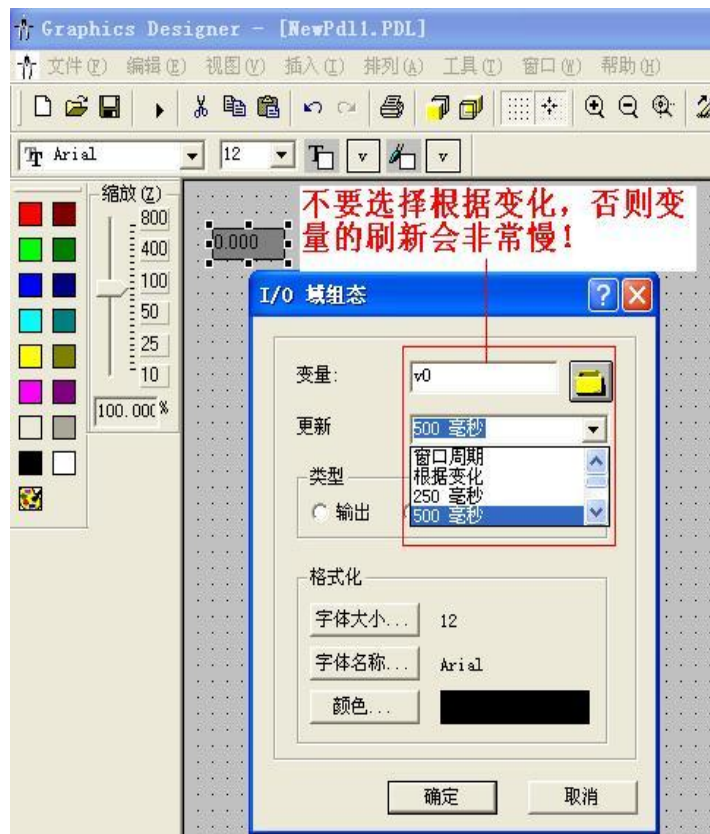 Graphics Designer - [NewPdl1.PDL]
文件(F) 编辑(E) 视图(V) 插入(I) 排列(A) 工具(T) 窗口(W) 帮助(H)
Arial 12
缩放(Z)
800
400
100
50
25
10
100.000 %
0.000
不要选择根据变化，否则变
量的刷新会非常慢！
I/O 域组态
变量: v0
更新 500 毫秒
窗口周期
根据变化
250 毫秒
500 毫秒
类型
输出
格式化
字体大小... 12
字体名称... Arial
颜色...
确定 取消